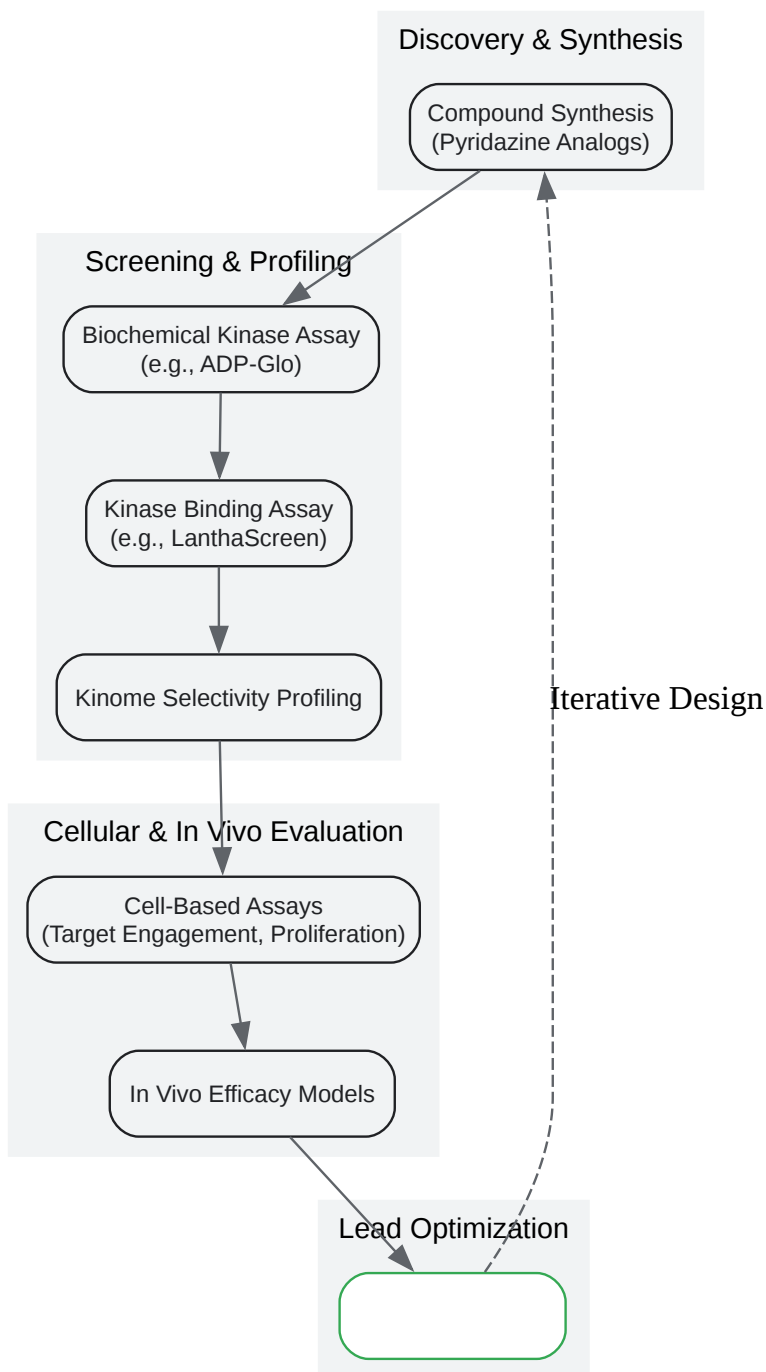 Discovery & Synthesis
Compound Synthesis
(Pyridazine Analogs)
Screening & Profiling
Biochemical Kinase Assay
(e.g., ADP-Glo)
Kinase Binding Assay
(e.g., LanthaScreen)
Kinome Selectivity Profiling
Iterative Design
Cellular & In Vivo Evaluation
Cell-Based Assays
(Target Engagement, Proliferation)
In Vivo Efficacy Models
Lead Optimization